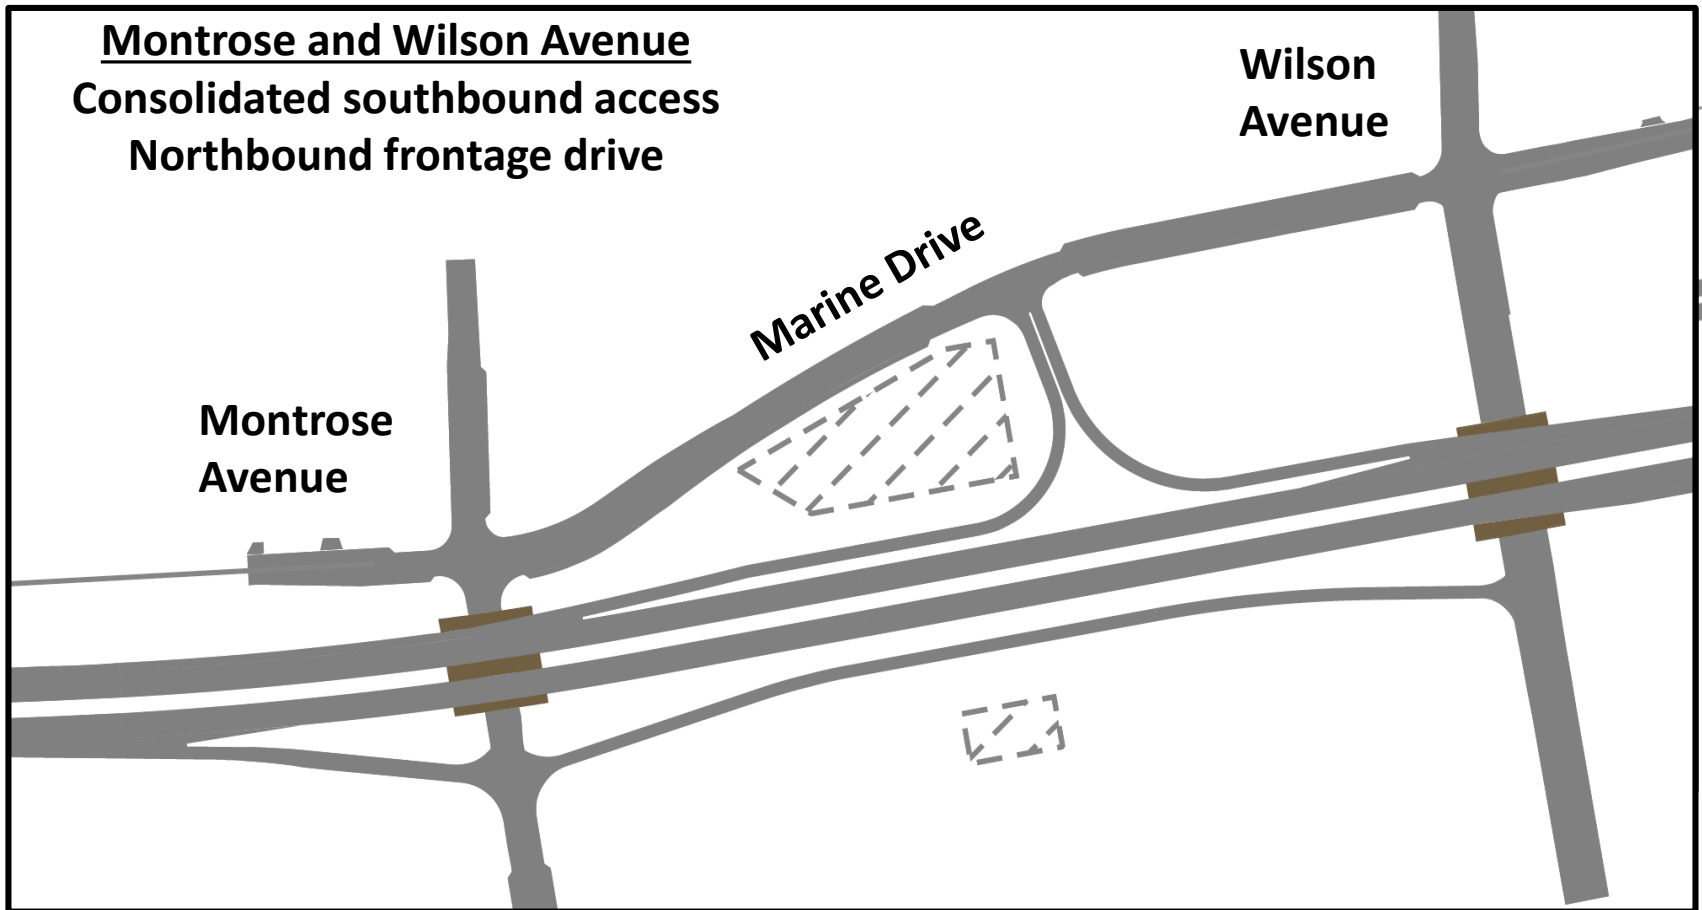 Montrose and Wilson Avenue
Consolidated southbound access
Northbound frontage drive
Wilson
Avenue
Marine Drive
Montrose
Avenue